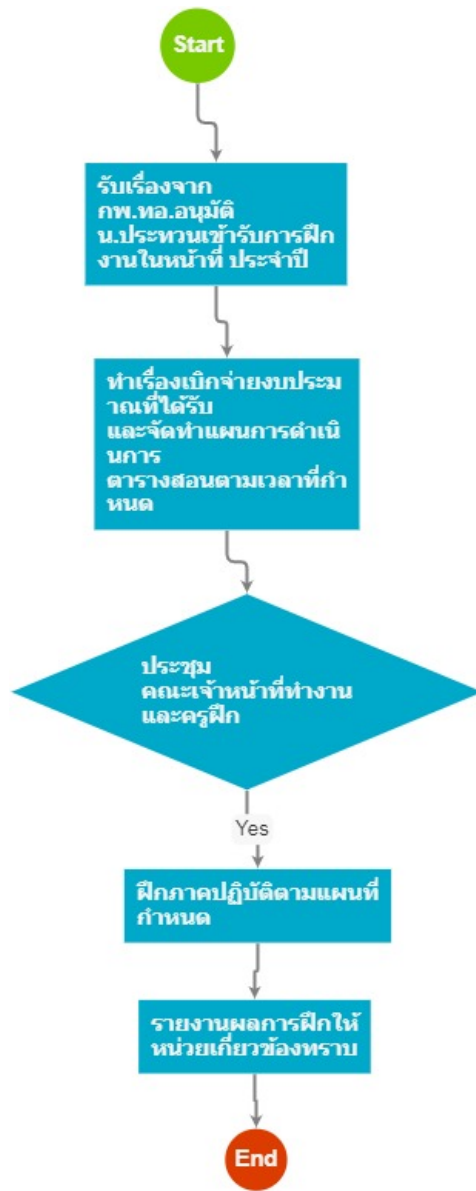 Start
รับเรื่องจาก
กพ.ทอ.อนุมัติ
น.ประทวนเข้ารับการฝึก
งานในหน้าที่ ประจำปี
ทำเรื่องเบิกจ่ายงบประม
าณที่ได้รับ
และจัดทำแผนการดำเนิ
นการ
ตารางสอนตามเวลาที่กำ
หนด
ประชุม
คณะเจ้าหน้าที่ทำงาน
และครูฝึก
Yes
ฝึกภาคปฏิบัติตามแผนที่
กำหนด
รายงานผลการฝึกให้
หน่วยเกี่ยวข้องทราบ
End